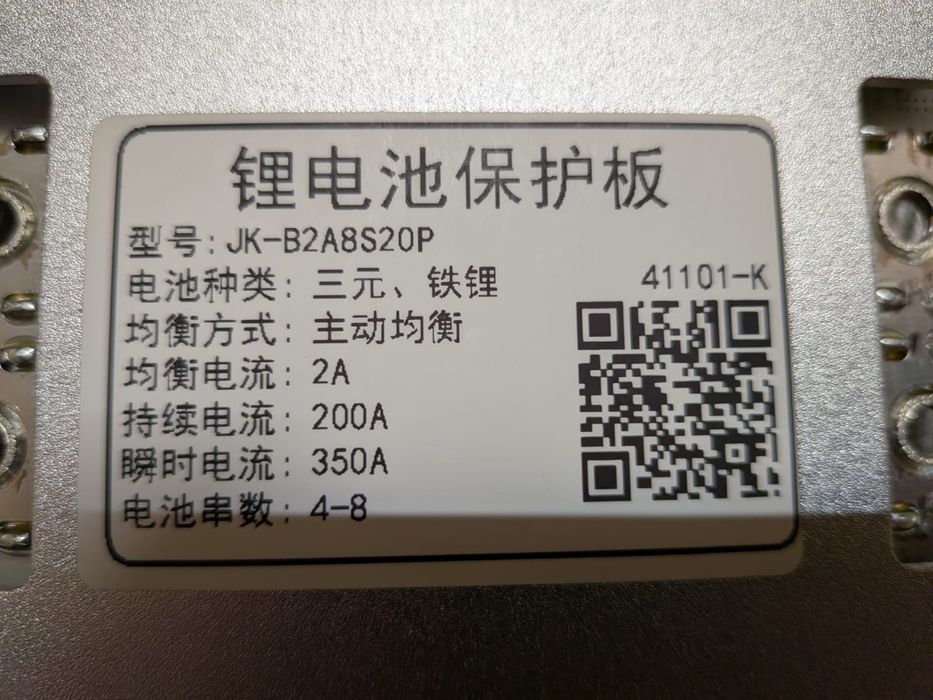 锂电池保护板
型号:JK-B2A8S20P
电池种类: 三元、铁锂
41101-K
均衡方式: 主动均衡
均衡电流: 2A
持续电流: 200A
瞬时电流: 350A
电池串数: 4-8